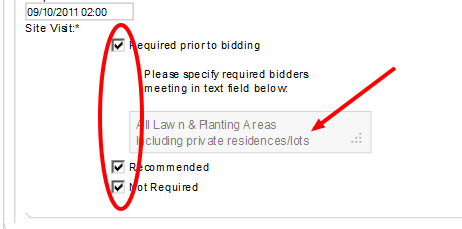 09/10/2011 02:00
Site Visit:*
Required prior to bidding
Please specify required bidders
meeting in text field below:
All Lawn & Planting Areas
Including private residences/lots
Recommended
Not Required